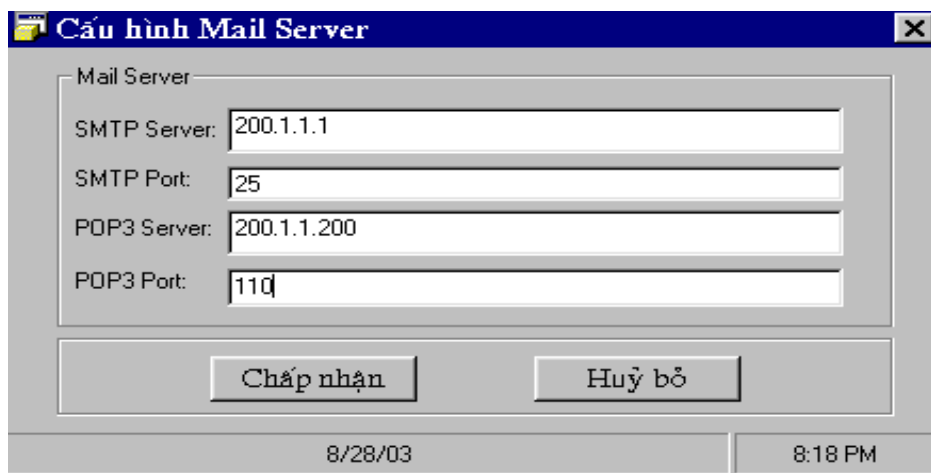 Cấu hình Mail Server
Mail Server
SMTP Server: 200.1.1.1
SMTP Port: 25
POP3 Server: 200.1.1.200
POP3 Port: 110
Chấp nhận Huỷ bỏ
8/28/03 8:18 PM